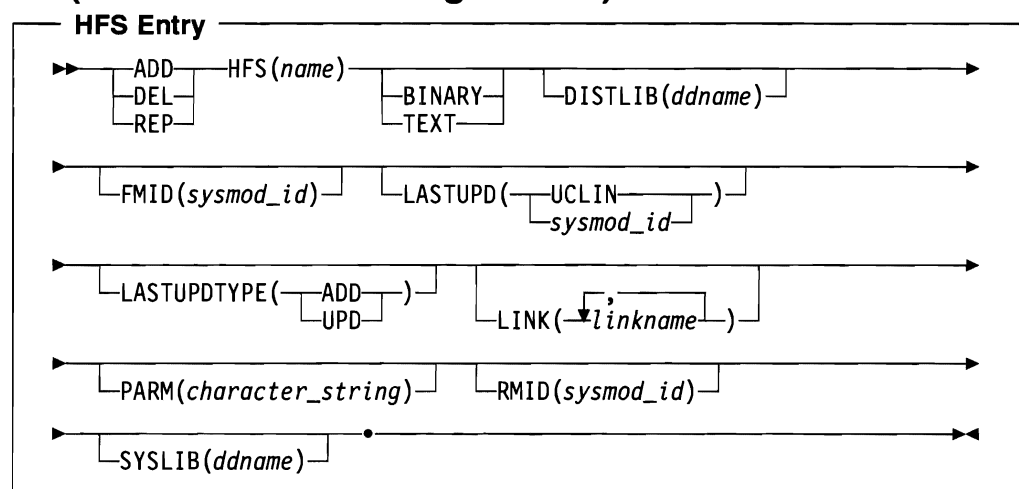 HFS Entry
ADD HFS(name)
DEL BINARY DISTLIB(ddname)
REP TEXT
FMID(sysmod_id) LASTUPD( UCLIN )
sysmod_id
LASTUPDTYPE( ADD ) ,
UPD LINK( linkname )
PARM(character_string) RMID(sysmod_id)
SYSLIB(ddname)